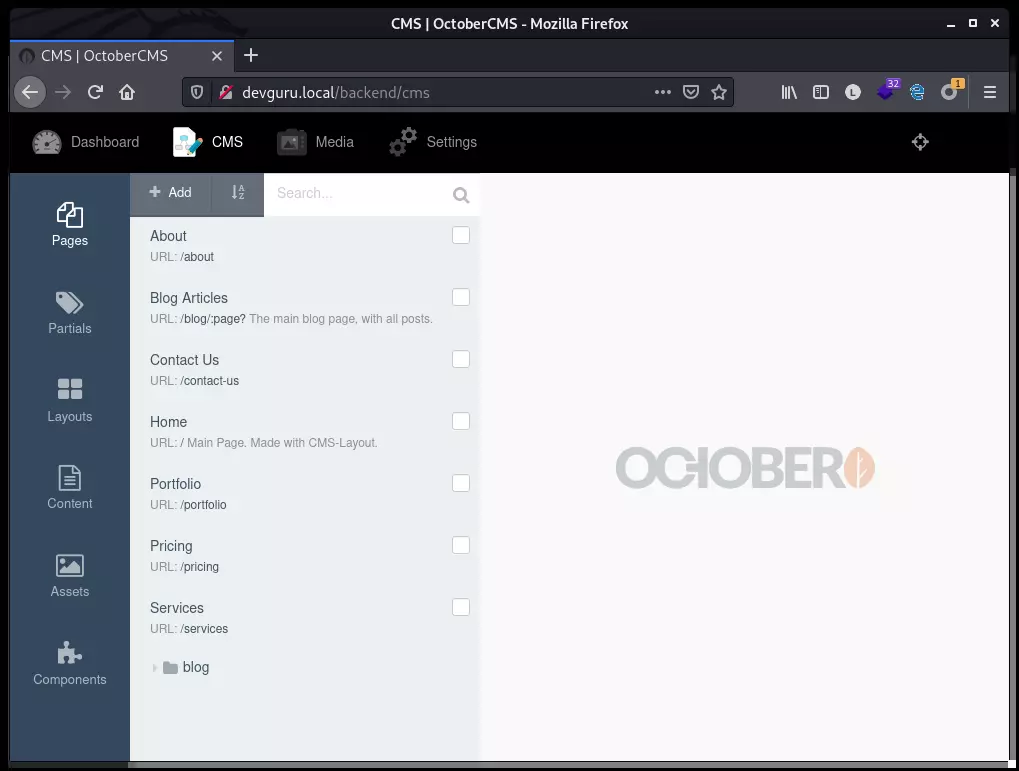 CMS | OctoberCMS - Mozilla Firefox
CMS | OctoberCMS
devguru.local/backend/cms
32
1
L
Dashboard
CMS
Media
Settings
Pages
Partials
Layouts
Content
Assets
Components
Add
A
Z
Search...
About
URL: /about
Blog Articles
URL: /blog/:page? The main blog page, with all posts.
Contact Us
URL: /contact-us
Home
URL: / Main Page. Made with CMS-Layout.
Portfolio
URL: /portfolio
Pricing
URL: /pricing
Services
URL: /services
blog
OCTOBER